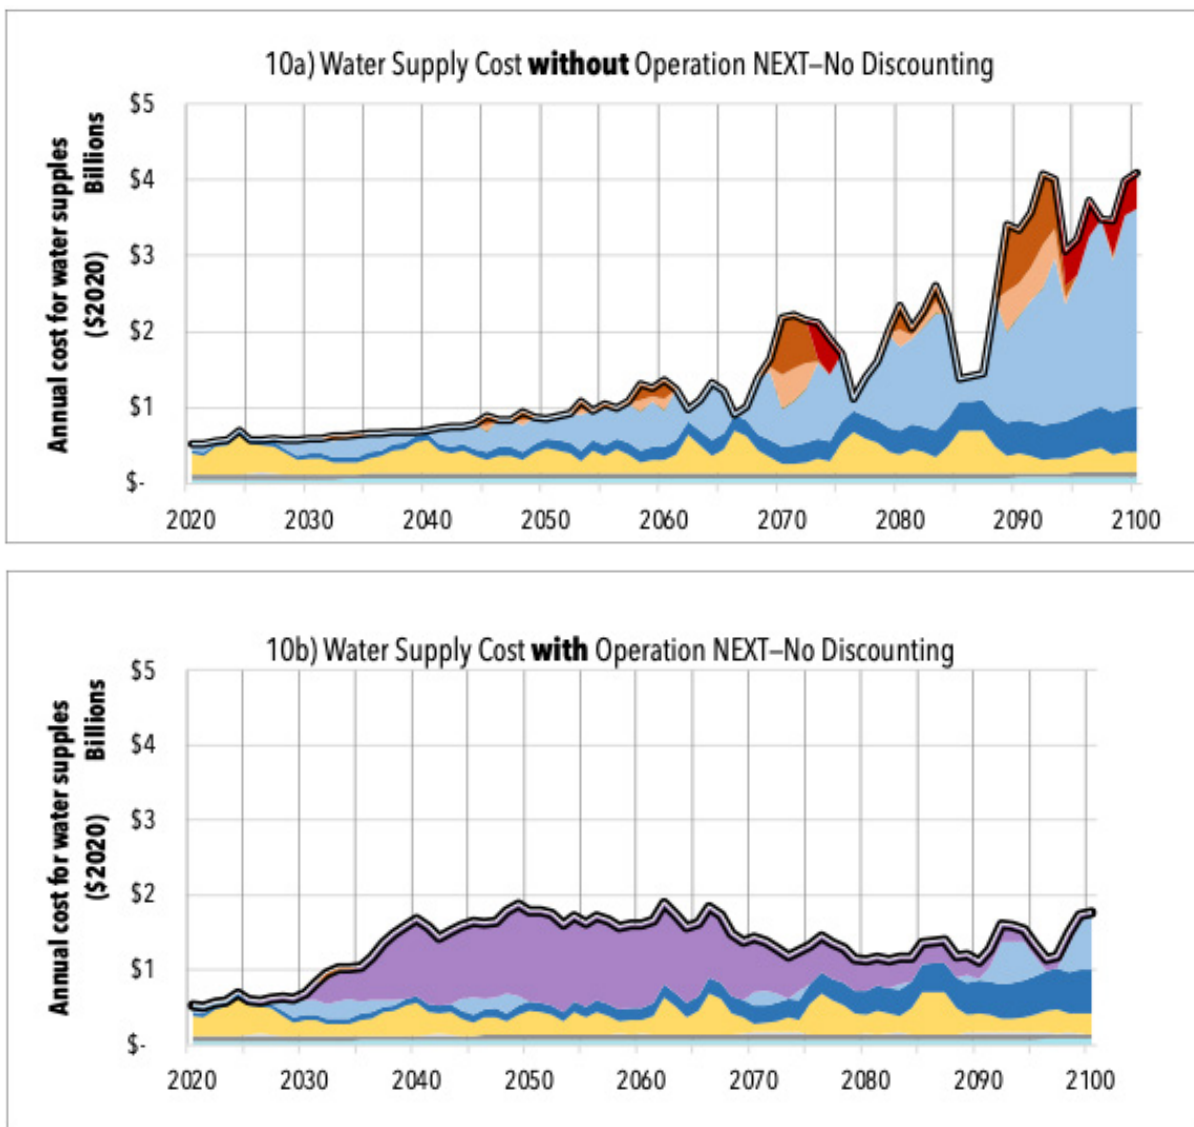 10a) Water Supply Cost without Operation NEXT–No Discounting
Annual cost for water supples
Billions
($2020)
$5
$4
$3
$2
$1
$-
2020 2030 2040 2050 2060 2070 2080 2090 2100
10b) Water Supply Cost with Operation NEXT–No Discounting
Annual cost for water supples
Billions
($2020)
$5
$4
$3
$2
$1
$-
2020 2030 2040 2050 2060 2070 2080 2090 2100